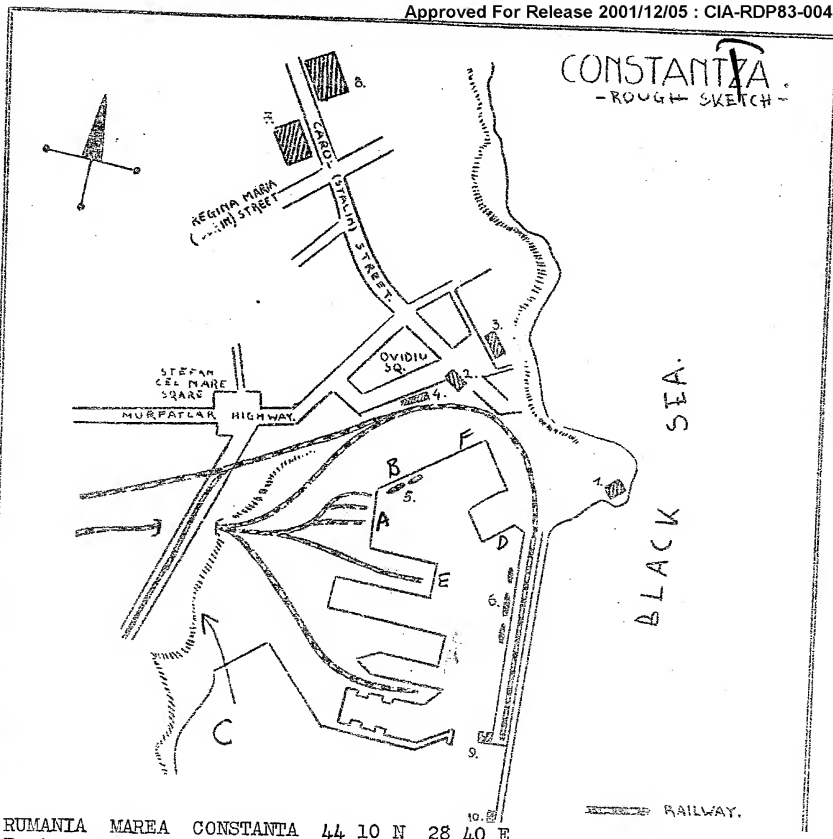 Approved For Release 2001/12/05 : CIA-RDP83-004
CONSTANTZA.
-ROUGH SKETCH-
8.
7.
CAROL (STALIN) STREET.
REGINA MARIA
STREET
3.
STEFAN
CEL MARE
SQARE
OVIDIU
SQ.
2.
4.
MURFATLAR HIGHWAY.
BLACK SEA.
F
B
5.
1.
A
D
E
6.
C
9.
10.
RAILWAY.
RUMANIA MAREA CONSTANTA 44 10 N 28 40 E